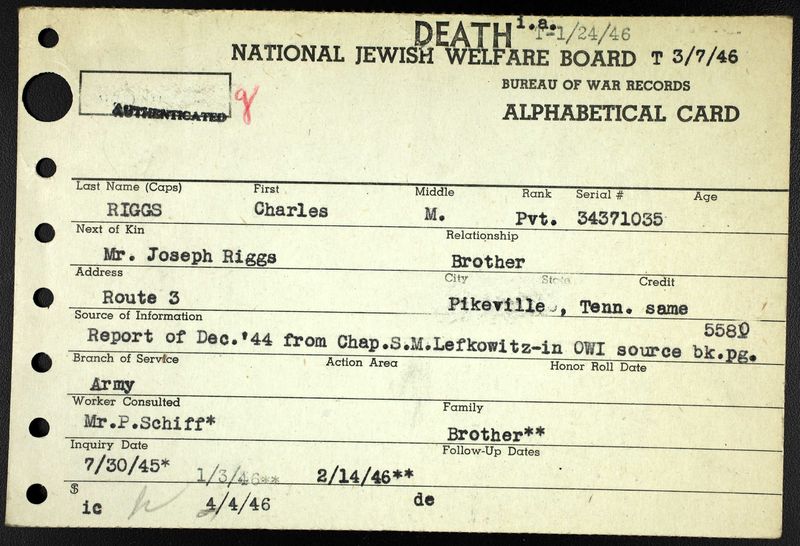 DEATH i.a. T-1/24/46
NATIONAL JEWISH WELFARE BOARD T 3/7/46
BUREAU OF WAR RECORDS
AUTHENTICATED
ALPHABETICAL CARD
Last Name (Caps) First Middle Rank Serial # Age
RIGGS Charles M. Pvt. 34371035
Next of Kin Relationship
Mr. Joseph Riggs Brother
Address City State Credit
Route 3 Pikeville, Tenn. same
Source of Information 5580
Report of Dec.'44 from Chap.S.M.Lefkowitz-in OWI source bk.pg.
Branch of Service Action Area Honor Roll Date
Army
Worker Consulted Family
Mr.P.Schiff* Brother**
Inquiry Date Follow-Up Dates
7/30/45* 1/3/46** 2/14/46**
$
ic 4/4/46 de